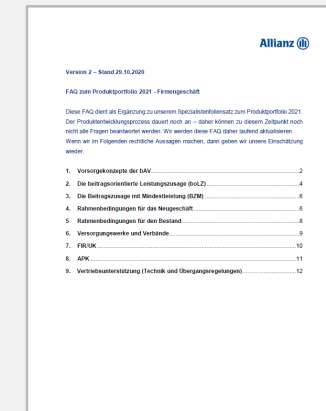 Allianz
Version 2 – Stand 29.10.2020
FAQ zum Produktportfolio 2021 - Firmengeschäft
Diese FAQ dient als Ergänzung zu unserem Spezialistenfoliensatz zum Produktportfolio 2021.
Der Produktentwicklungsprozess dauert noch an – daher können zu diesem Zeitpunkt noch
nicht alle Fragen beantwortet werden. Wir werden diese FAQ daher laufend aktualisieren.
Wenn wir im Folgenden rechtliche Aussagen machen, dann geben wir unsere Einschätzung
wieder.
1. Vorsorgekonzepte der bAV 2
2. Die beitragsorientierte Leistungszusage (boLZ) 4
3. Die Beitragszusage mit Mindestleistung (BZM) 6
4. Rahmenbedingungen für das Neugeschäft 6
5. Rahmenbedingungen für den Bestand 8
6. Versorgungswerke und Verbände 9
7. FIR/UK 10
8. APK 11
9. Vertriebsunterstützung (Technik und Übergangsregelungen) 12